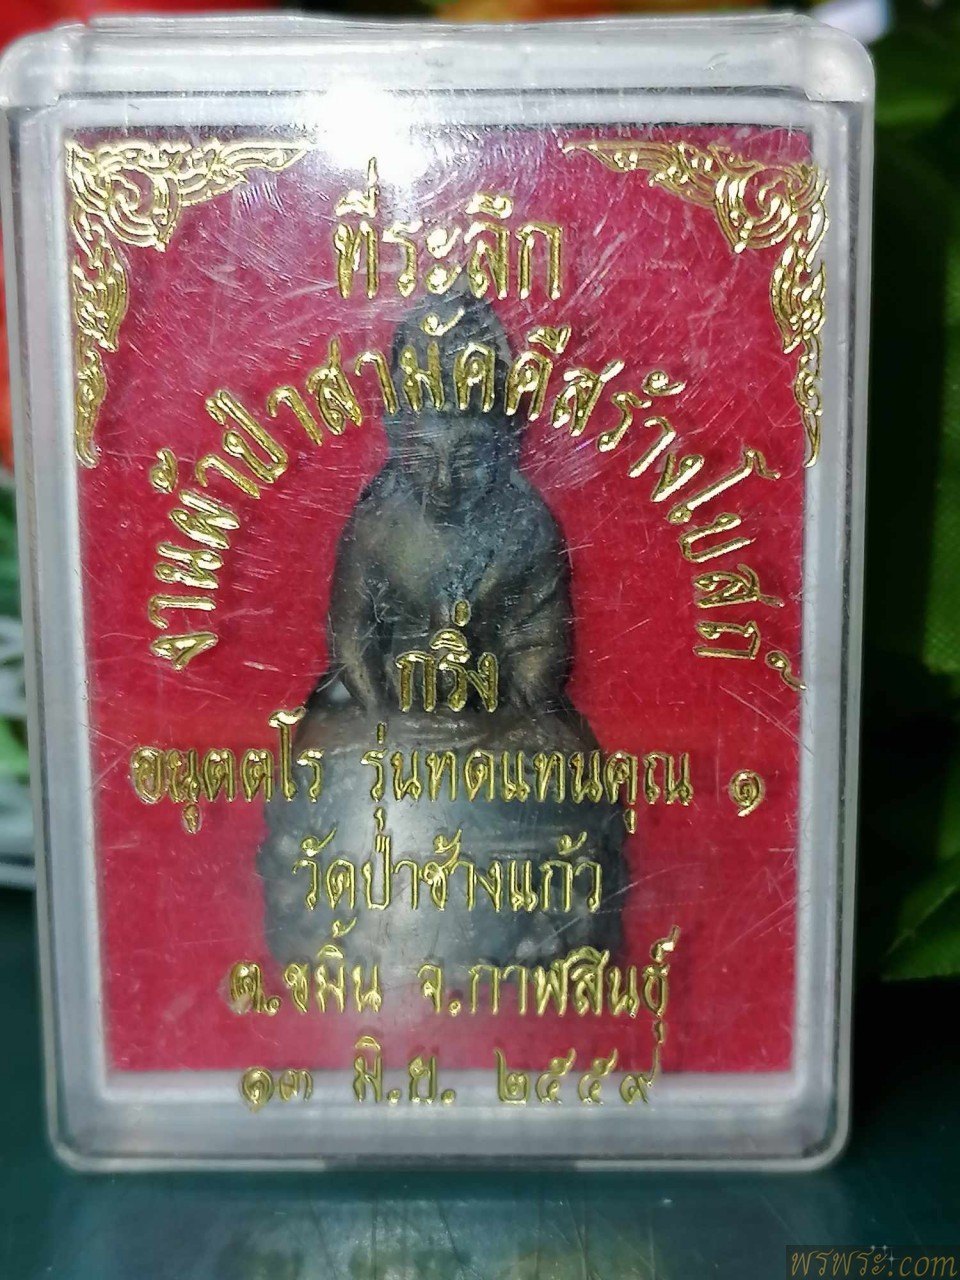 ที่ระลึก
งานผ้าป่าสามัคคีสร้างโบสถ์
กริ่ง
อนุตตโร รุ่นทดแทนคุณ ๑
วัดป่าช้างแก้ว
ต.ขมิ้น จ.กาฬสินธุ์
๑๓ มิ.ย. ๒๕๕๙
พรพระ.com